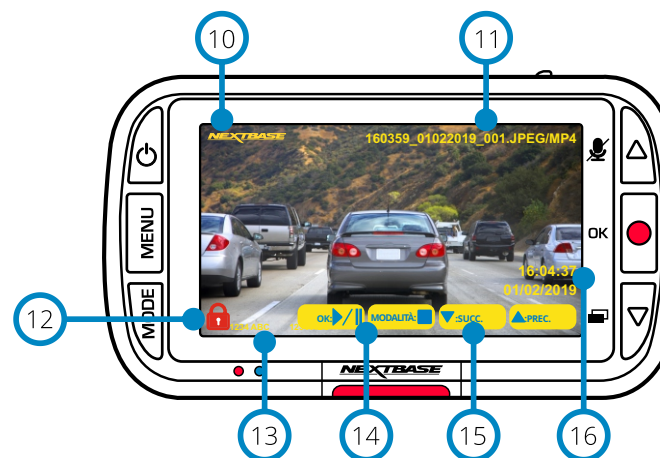 10
11
NEXTBASE
160359_01022019_001.JPEG/MP4
MENU
OK
16:04:37
01/02/2019
MODE
OK: / MODALITÀ: :SUCC. :PREC.
12
NEXTBASE
13
14
15
16